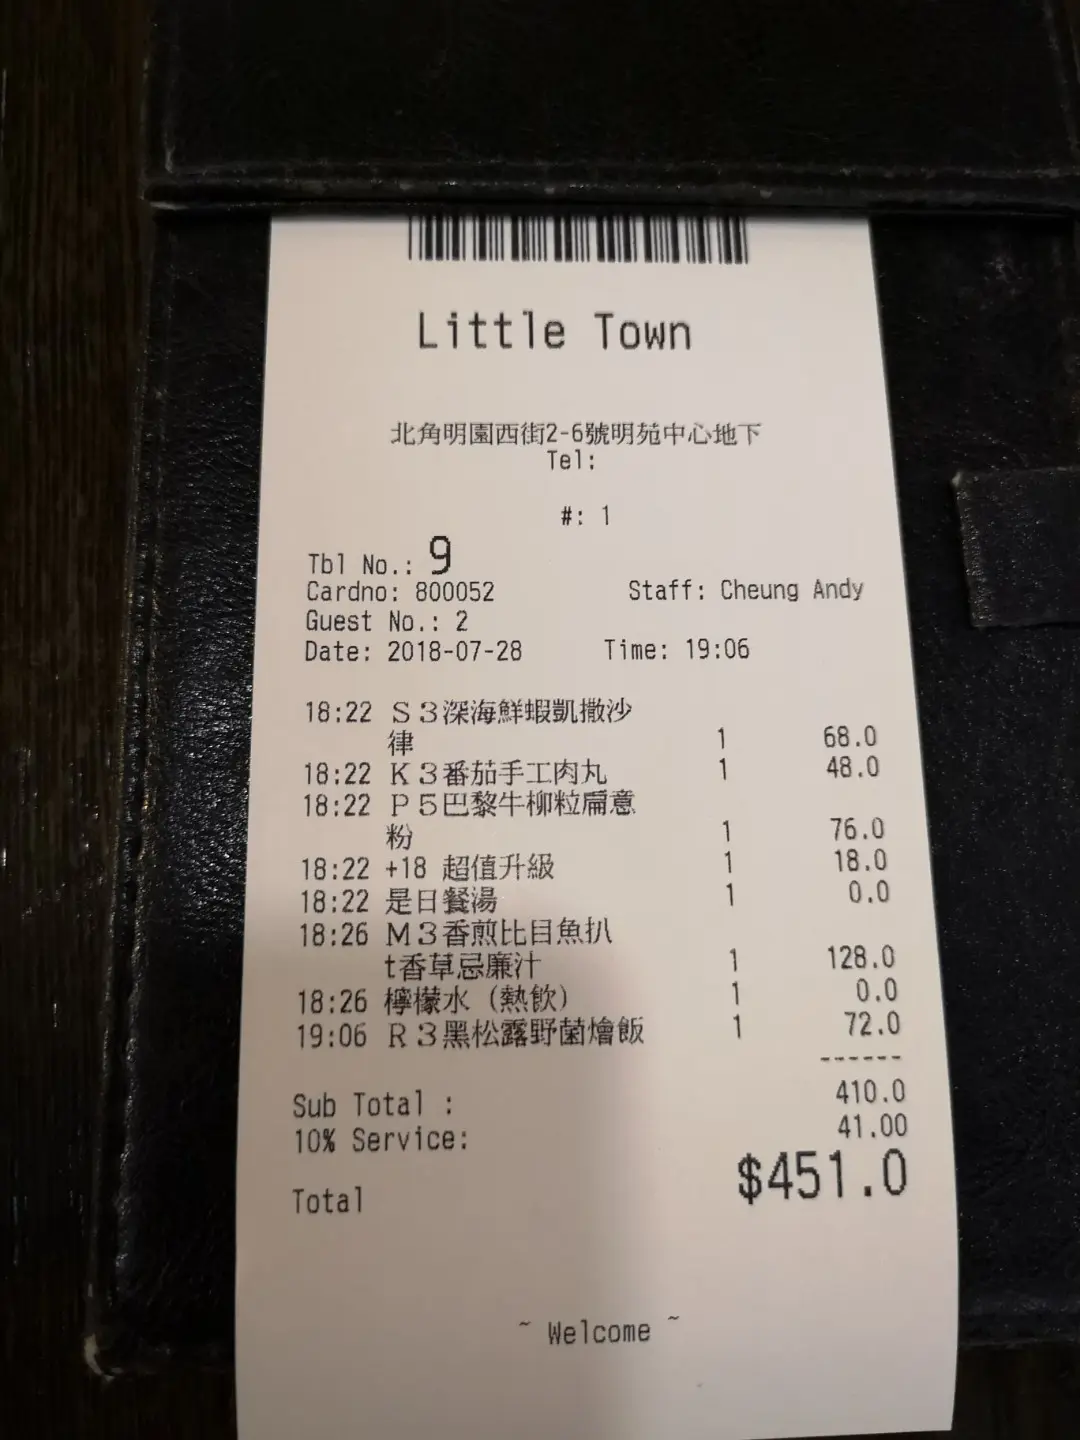 Little Town
北角明園西街2-6號明苑中心地下
Tel:
#: 1
Tbl No.: 9
Cardno: 800052 Staff: Cheung Andy
Guest No.: 2
Date: 2018-07-28 Time: 19:06
18:22 S3深海鮮蝦凱撒沙
律 1 68.0
18:22 K3番茄手工肉丸 1 48.0
18:22 P5巴黎牛柳粒扁意
粉 1 76.0
18:22 +18 超值升級 1 18.0
18:22 是日餐湯 1 0.0
18:26 M3香煎比目魚扒
t香草忌廉汁 1 128.0
18:26 檸檬水 (熱飲) 1 0.0
19:06 R3黑松露野菌燴飯 1 72.0
------
Sub Total : 410.0
10% Service: 41.00
Total $451.0
~ Welcome ~